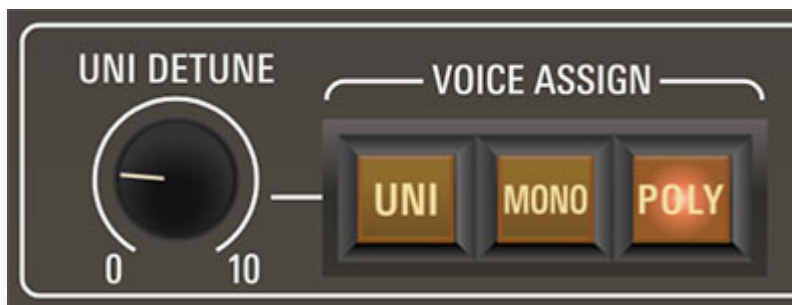 UNI DETUNE
0 10
VOICE ASSIGN
UNI MONO POLY